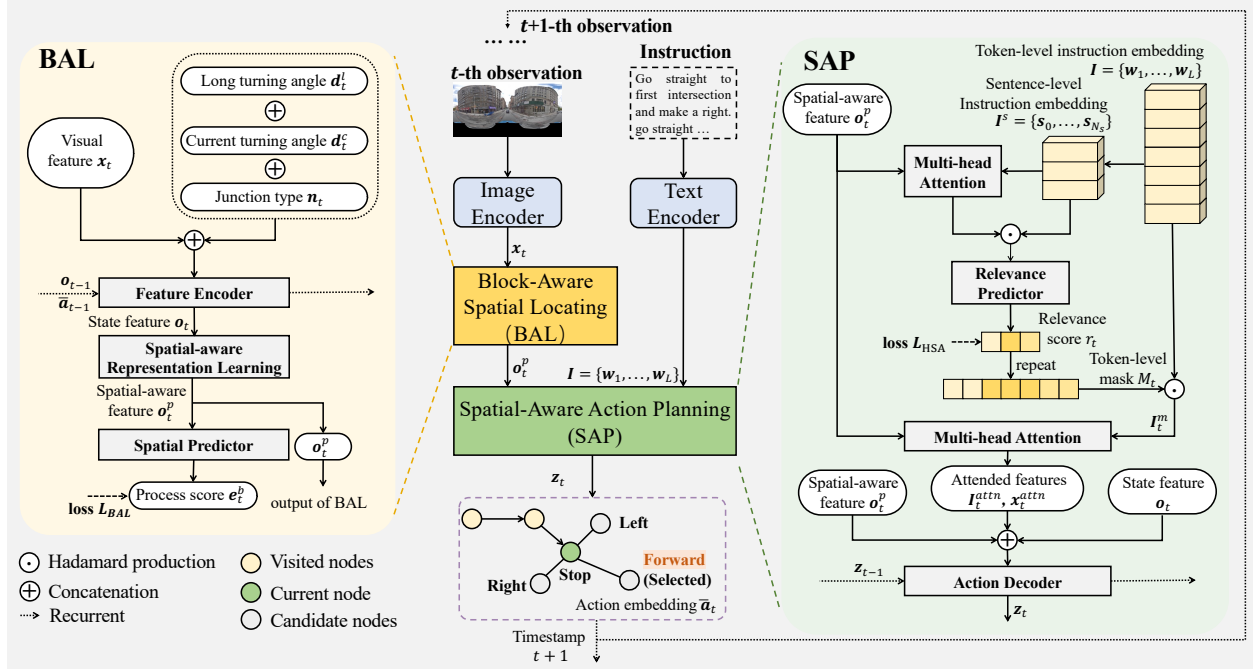 BAL
Long turning angle d_t^l
Current turning angle d_t^c
Junction type n_t
Visual
feature x_t
o_{t−1}
a̅_{t−1}
Feature Encoder
State feature o_t
Spatial-aware
Representation Learning
Spatial-aware
feature o_t^p
Spatial Predictor
o_t^p
loss L_{BAL}
Process score e_t^b
output of BAL
Hadamard production
Concatenation
Recurrent
Visited nodes
Current node
Candidate nodes
t+1-th observation
... ...
t-th observation
Instruction
Go straight to
first intersection
and make a right.
go straight ...
Image
Encoder
Text
Encoder
x_t
Block-Aware
Spatial Locating
(BAL)
o_t^p
I = {w_1, ..., w_L}
Spatial-Aware Action Planning
(SAP)
z_t
Left
Forward
(Selected)
Right
Stop
Action embedding a̅_t
Timestamp
t + 1
SAP
Token-level instruction embedding
I = {w_1, ..., w_L}
Sentence-level
Instruction embedding
I^s = {s_0, ..., s_{N_s}}
Spatial-aware
feature o_t^p
Multi-head
Attention
Relevance
Predictor
loss L_{HSA}
Relevance
score r_t
repeat
Token-level
mask M_t
I_t^m
Multi-head Attention
Spatial-aware
feature o_t^p
Attended features
I_t^{attn}, x_t^{attn}
State feature
o_t
z_{t−1}
Action Decoder
z_t